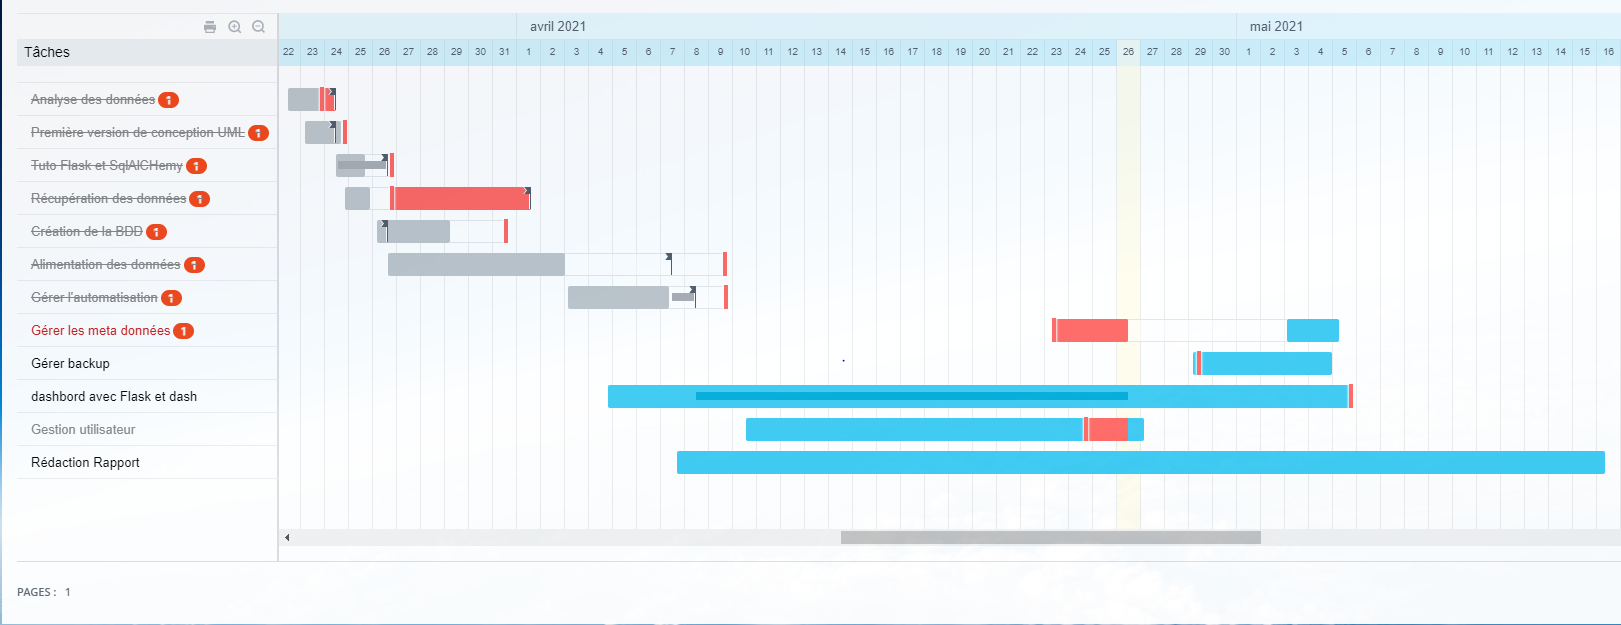 avril 2021 mai 2021
Tâches 22 23 24 25 26 27 28 29 30 31 1 2 3 4 5 6 7 8 9 10 11 12 13 14 15 16 17 18 19 20 21 22 23 24 25 26 27 28 29 30 1 2 3 4 5 6 7 8 9 10 11 12 13 14 15 16
Analyse des données 1
Première version de conception UML 1
Tuto Flask et SqlAlCHemy 1
Récupération des données 1
Création de la BDD 1
Alimentation des données 1
Gérer l'automatisation 1
Gérer les meta données 1
Gérer backup
dashbord avec Flask et dash
Gestion utilisateur
Rédaction Rapport
PAGES : 1